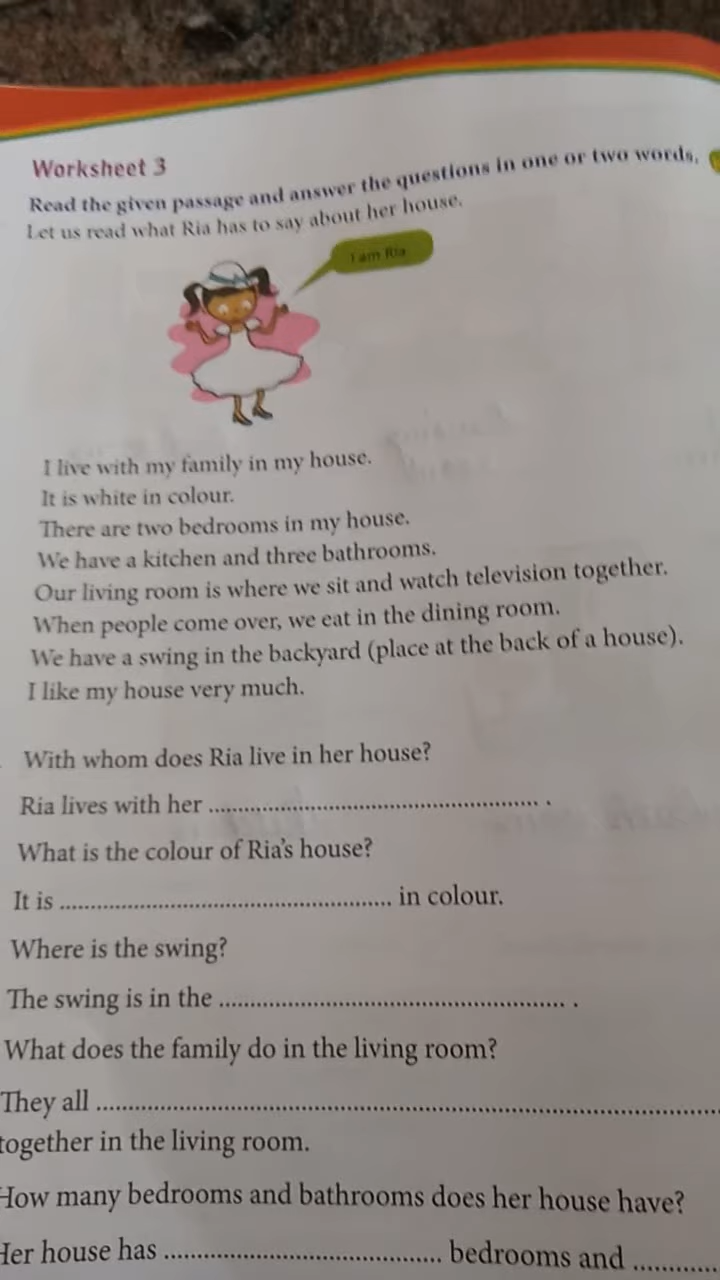 Worksheet 3
Read the given passage and answer the questions in one or two words.
Let us read what Ria has to say about her house.
I am Ria
I live with my family in my house.
It is white in colour.
There are two bedrooms in my house.
We have a kitchen and three bathrooms.
Our living room is where we sit and watch television together.
When people come over, we eat in the dining room.
We have a swing in the backyard (place at the back of a house).
I like my house very much.
With whom does Ria live in her house?
Ria lives with her ........................................................ .
What is the colour of Ria's house?
It is ........................................................ in colour.
Where is the swing?
The swing is in the ........................................................ .
What does the family do in the living room?
They all ........................................................
together in the living room.
How many bedrooms and bathrooms does her house have?
Her house has ............................................ bedrooms and ............